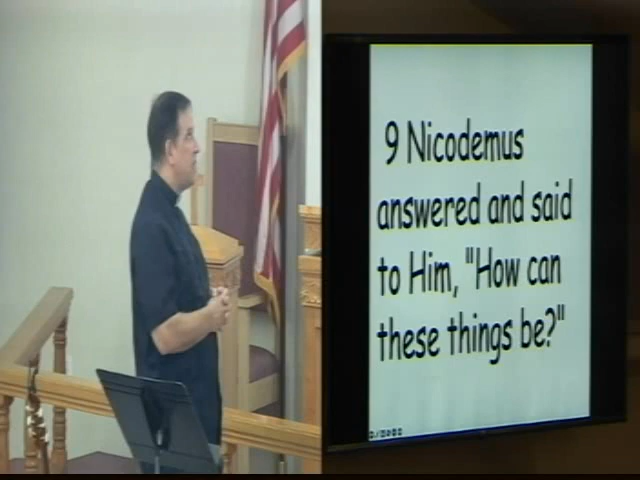 9 Nicodemus
answered and said
to Him, "How can
these things be?"